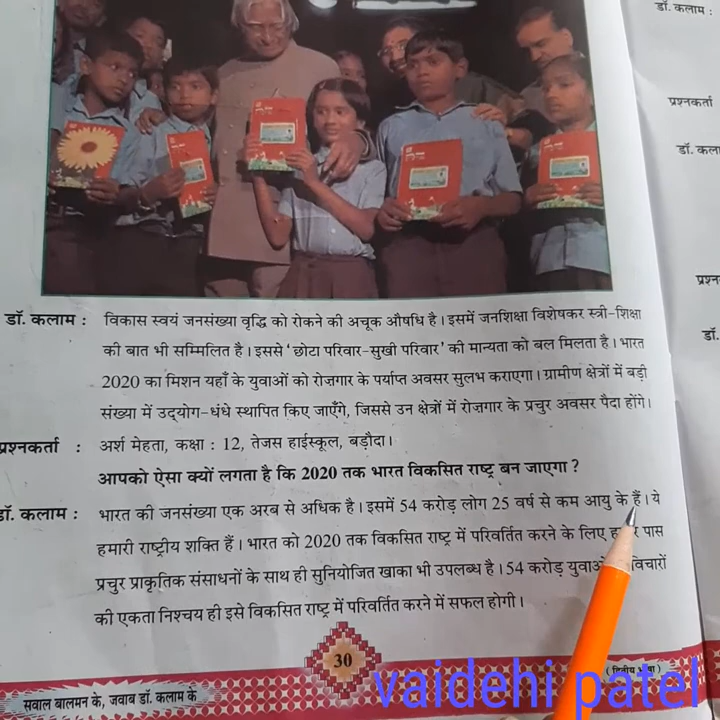 डॉ. कलाम : विकास स्वयं जनसंख्या वृद्धि को रोकने की अचूक औषधि है। इसमें जनशिक्षा विशेषकर स्त्री-शिक्षा
की बात भी सम्मिलित है। इससे 'छोटा परिवार-सुखी परिवार' की मान्यता को बल मिलता है। भारत
2020 का मिशन यहाँ के युवाओं को रोज़गार के पर्याप्त अवसर सुलभ कराएगा। ग्रामीण क्षेत्रों में बड़ी
संख्या में उद्योग-धंधे स्थापित किए जाएँगे, जिससे उन क्षेत्रों में रोज़गार के प्रचुर अवसर पैदा होंगे।
प्रश्नकर्ता : अर्श मेहता, कक्षा : 12, तेजस हाईस्कूल, बड़ौदा।
आपको ऐसा क्यों लगता है कि 2020 तक भारत विकसित राष्ट्र बन जाएगा ?
डॉ. कलाम : भारत की जनसंख्या एक अरब से अधिक है। इसमें 54 करोड़ लोग 25 वर्ष से कम आयु के हैं। ये
हमारी राष्ट्रीय शक्ति हैं। भारत को 2020 तक विकसित राष्ट्र में परिवर्तित करने के लिए पास
प्रचुर प्राकृतिक संसाधनों के साथ ही सुनियोजित खाका भी उपलब्ध है। 54 करोड़ विचारों
की एकता निश्चय ही इसे विकसित राष्ट्र में परिवर्तित करने में सफल होगी।
30
सवाल बालमन के, जवाब डॉ. कलाम के
vaidehi patel
डॉ. कलाम :
प्रश्नकर्ता
डॉ.
डॉ.